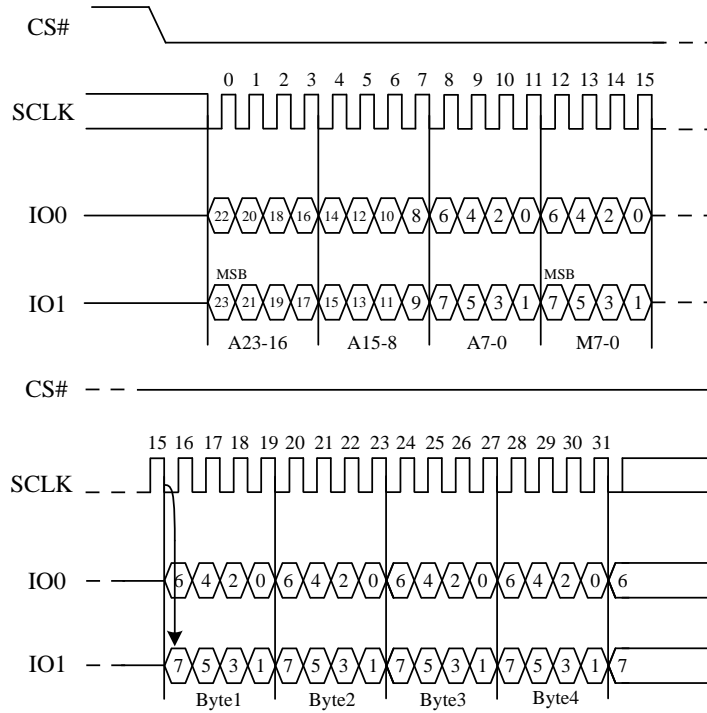 CS#
0 1 2 3 4 5 6 7 8 9 10 11 12 13 14 15
SCLK
IO0 22 20 18 16 14 12 10 8 6 4 2 0 6 4 2 0
MSB MSB
IO1 23 21 19 17 15 13 11 9 7 5 3 1 7 5 3 1
A23-16 A15-8 A7-0 M7-0
CS#
15 16 17 18 19 20 21 22 23 24 25 26 27 28 29 30 31
SCLK
IO0 6 4 2 0 6 4 2 0 6 4 2 0 6 4 2 0 6
IO1 7 5 3 1 7 5 3 1 7 5 3 1 7 5 3 1 7
Byte1 Byte2 Byte3 Byte4